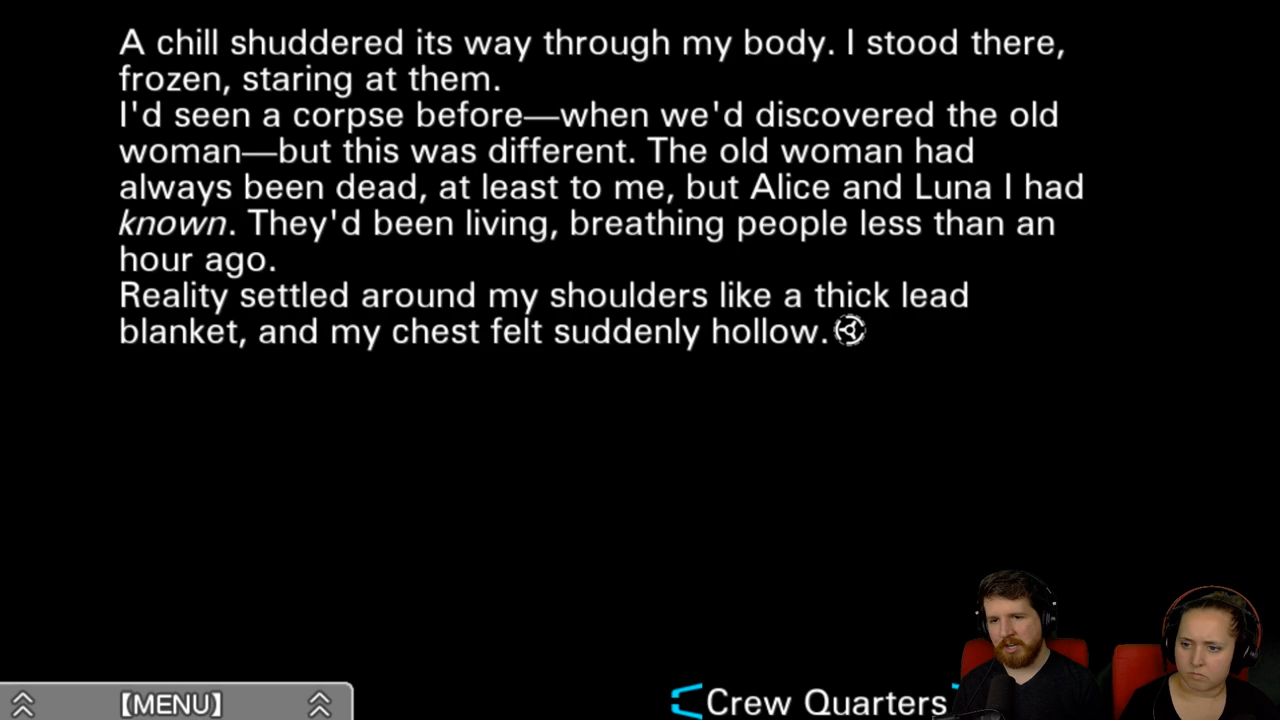 A chill shuddered its way through my body. I stood there,
frozen, staring at them.
I'd seen a corpse before—when we'd discovered the old
woman—but this was different. The old woman had
always been dead, at least to me, but Alice and Luna I had
known. They'd been living, breathing people less than an
hour ago.
Reality settled around my shoulders like a thick lead
blanket, and my chest felt suddenly hollow.
【MENU】
Crew Quarters